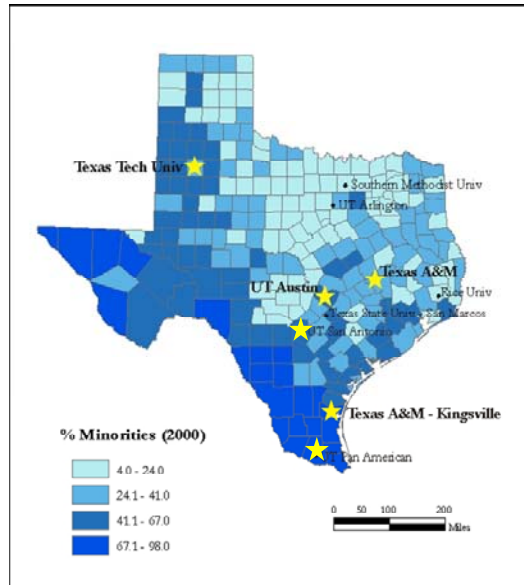 Texas Tech Univ
Southern Methodist Univ
UT Arlington
Texas A&M
UT Austin
Rice Univ
Texas State Univ - San Marcos
UT San Antonio
Texas A&M - Kingsville
UT Pan American
% Minorities (2000)
4.0 - 24.0
24.1 - 41.0
41.1 - 67.0
67.1 - 98.0
0 50 100 200
Miles